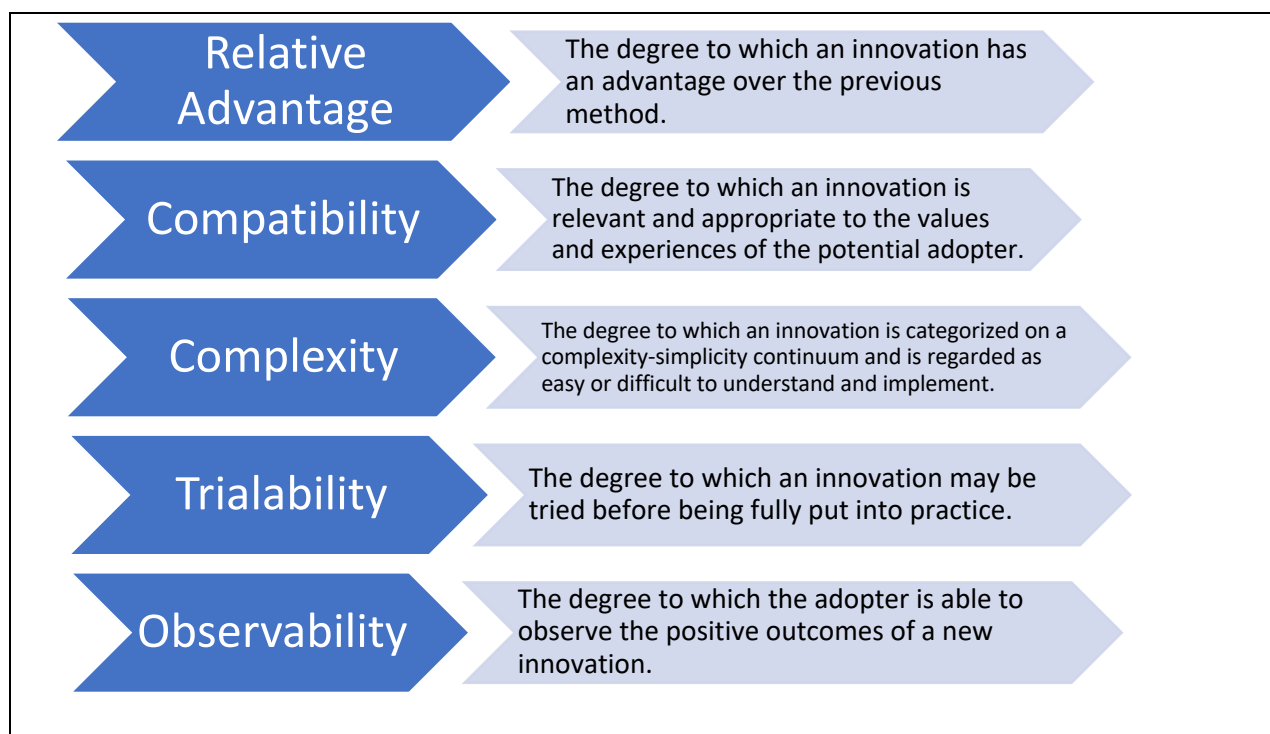 Relative
Advantage
The degree to which an innovation has
an advantage over the previous
method.
Compatibility
The degree to which an innovation is
relevant and appropriate to the values
and experiences of the potential adopter.
Complexity
The degree to which an innovation is categorized on a
complexity-simplicity continuum and is regarded as
easy or difficult to understand and implement.
Trialability
The degree to which an innovation may be
tried before being fully put into practice.
Observability
The degree to which the adopter is able to
observe the positive outcomes of a new
innovation.